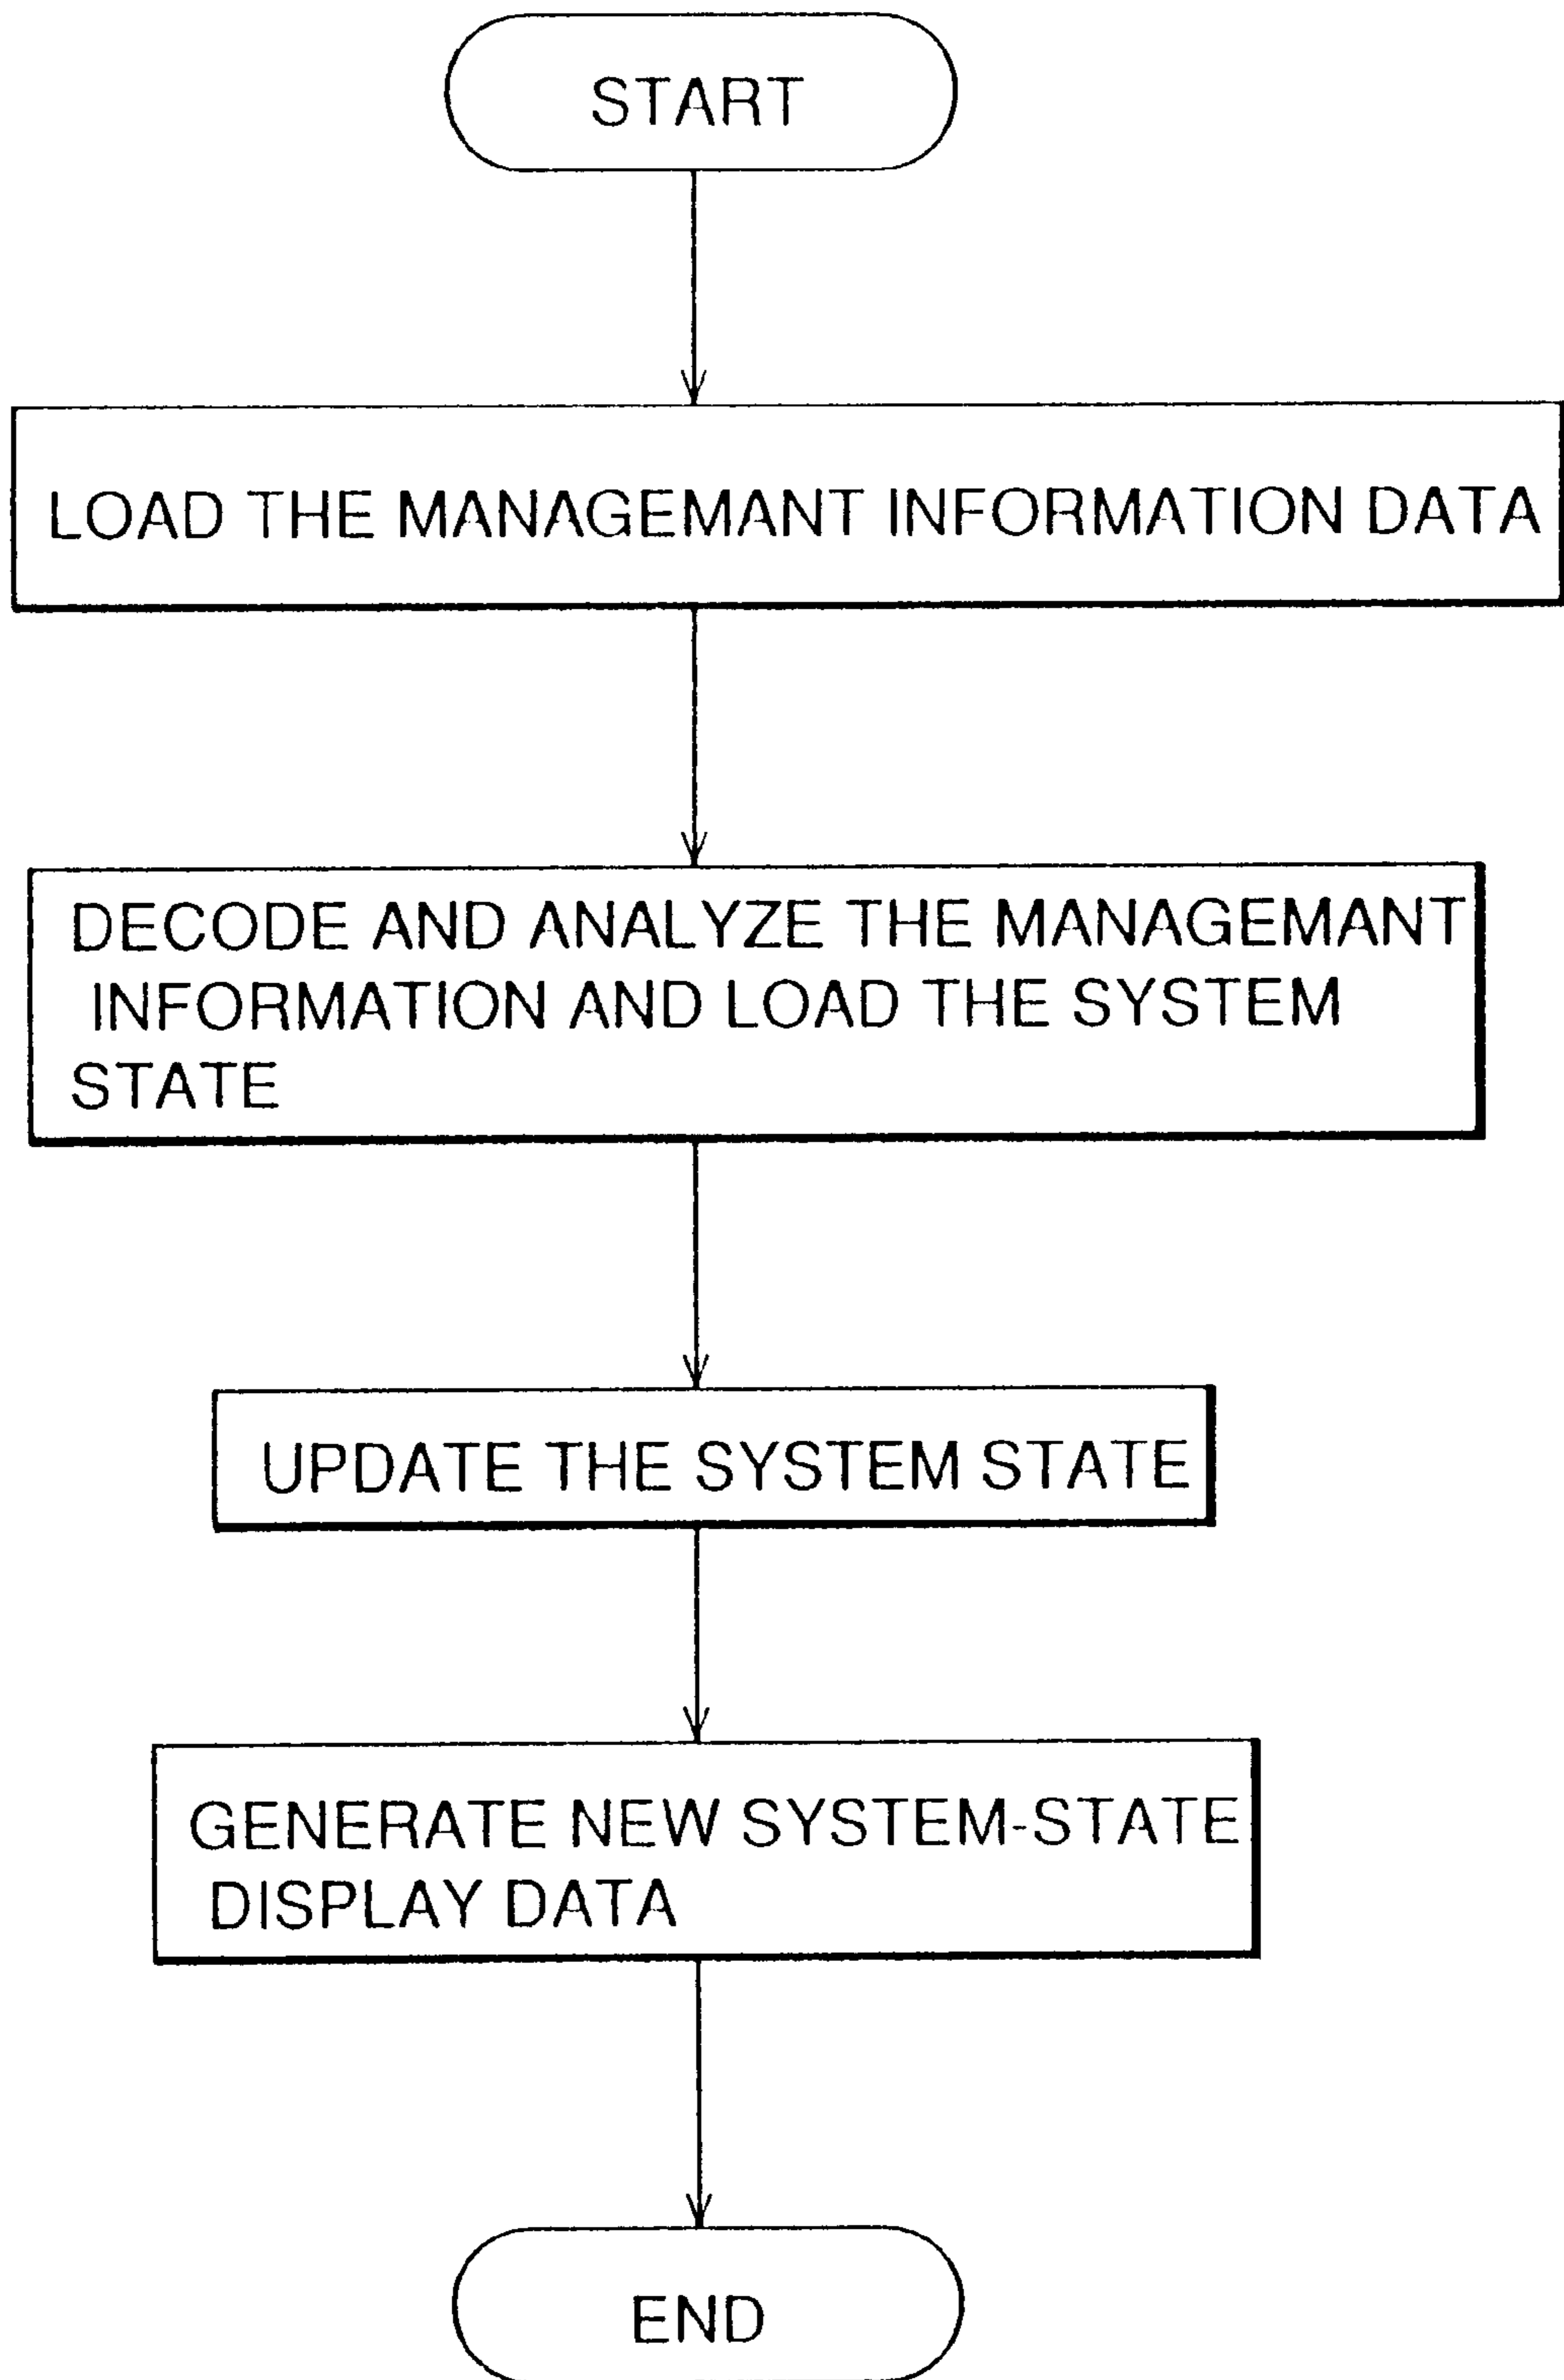 START
LOAD THE MANAGEMANT INFORMATION DATA
DECODE AND ANALYZE THE MANAGEMANT
INFORMATION AND LOAD THE SYSTEM
STATE
UPDATE THE SYSTEM STATE
GENERATE NEW SYSTEM-STATE
DISPLAY DATA
END